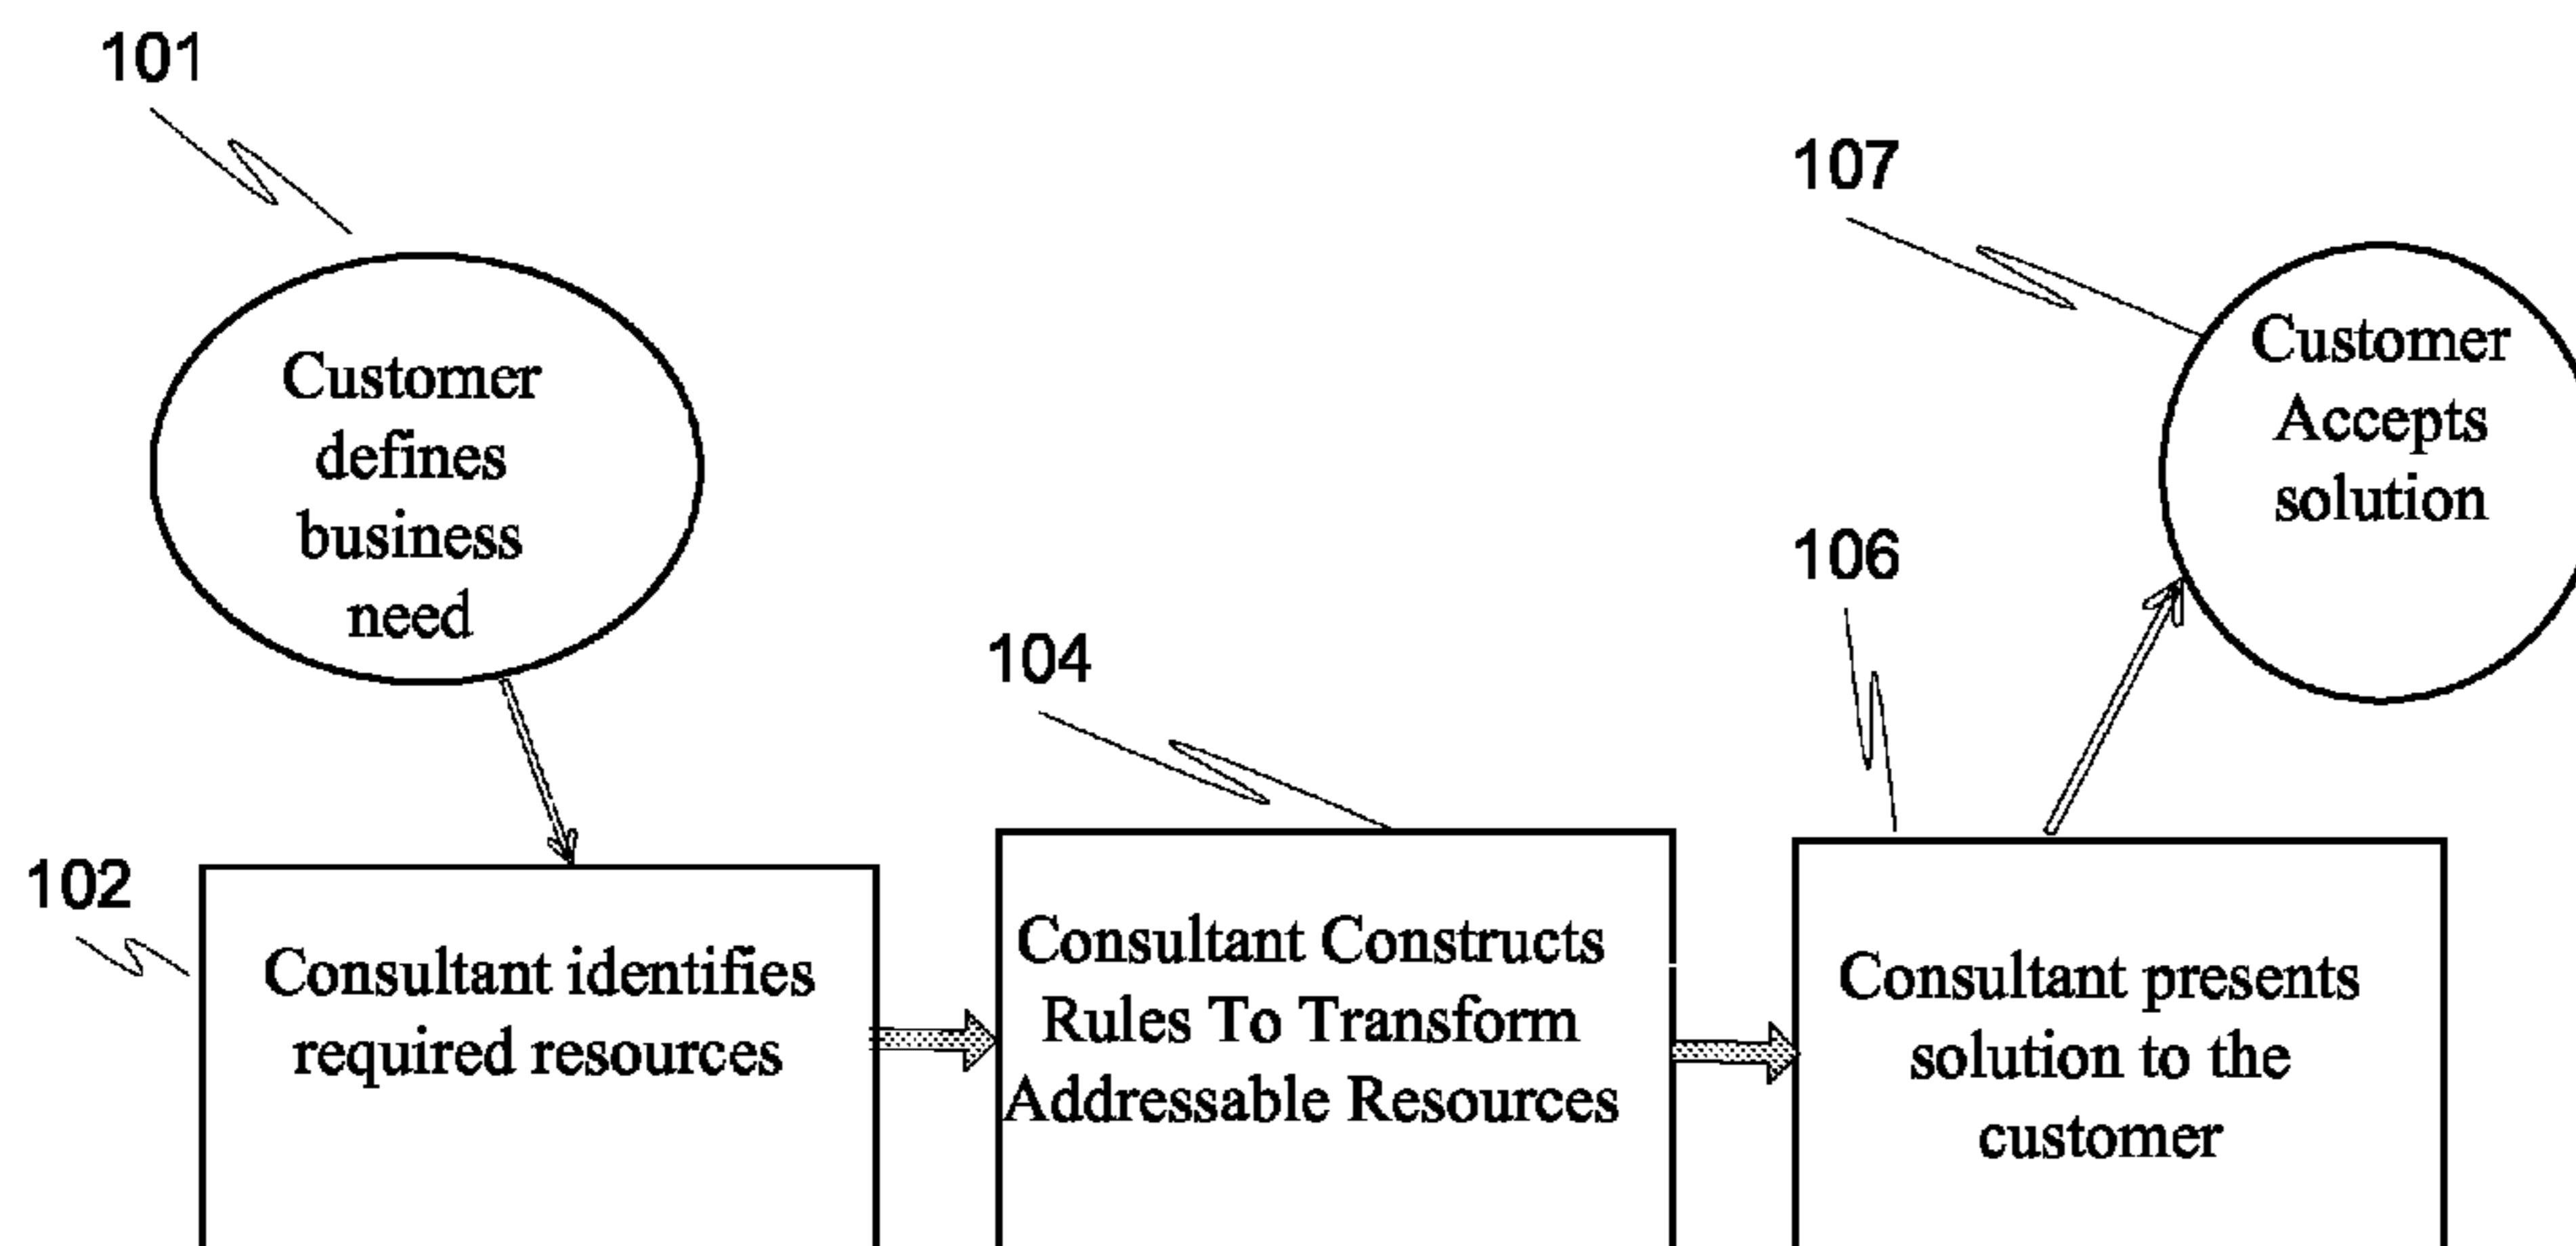 101
Customer
defines
business
need
102
Consultant identifies
required resources
104
Consultant Constructs
Rules To Transform
Addressable Resources
106
Consultant presents
solution to the
customer
107
Customer
Accepts
solution